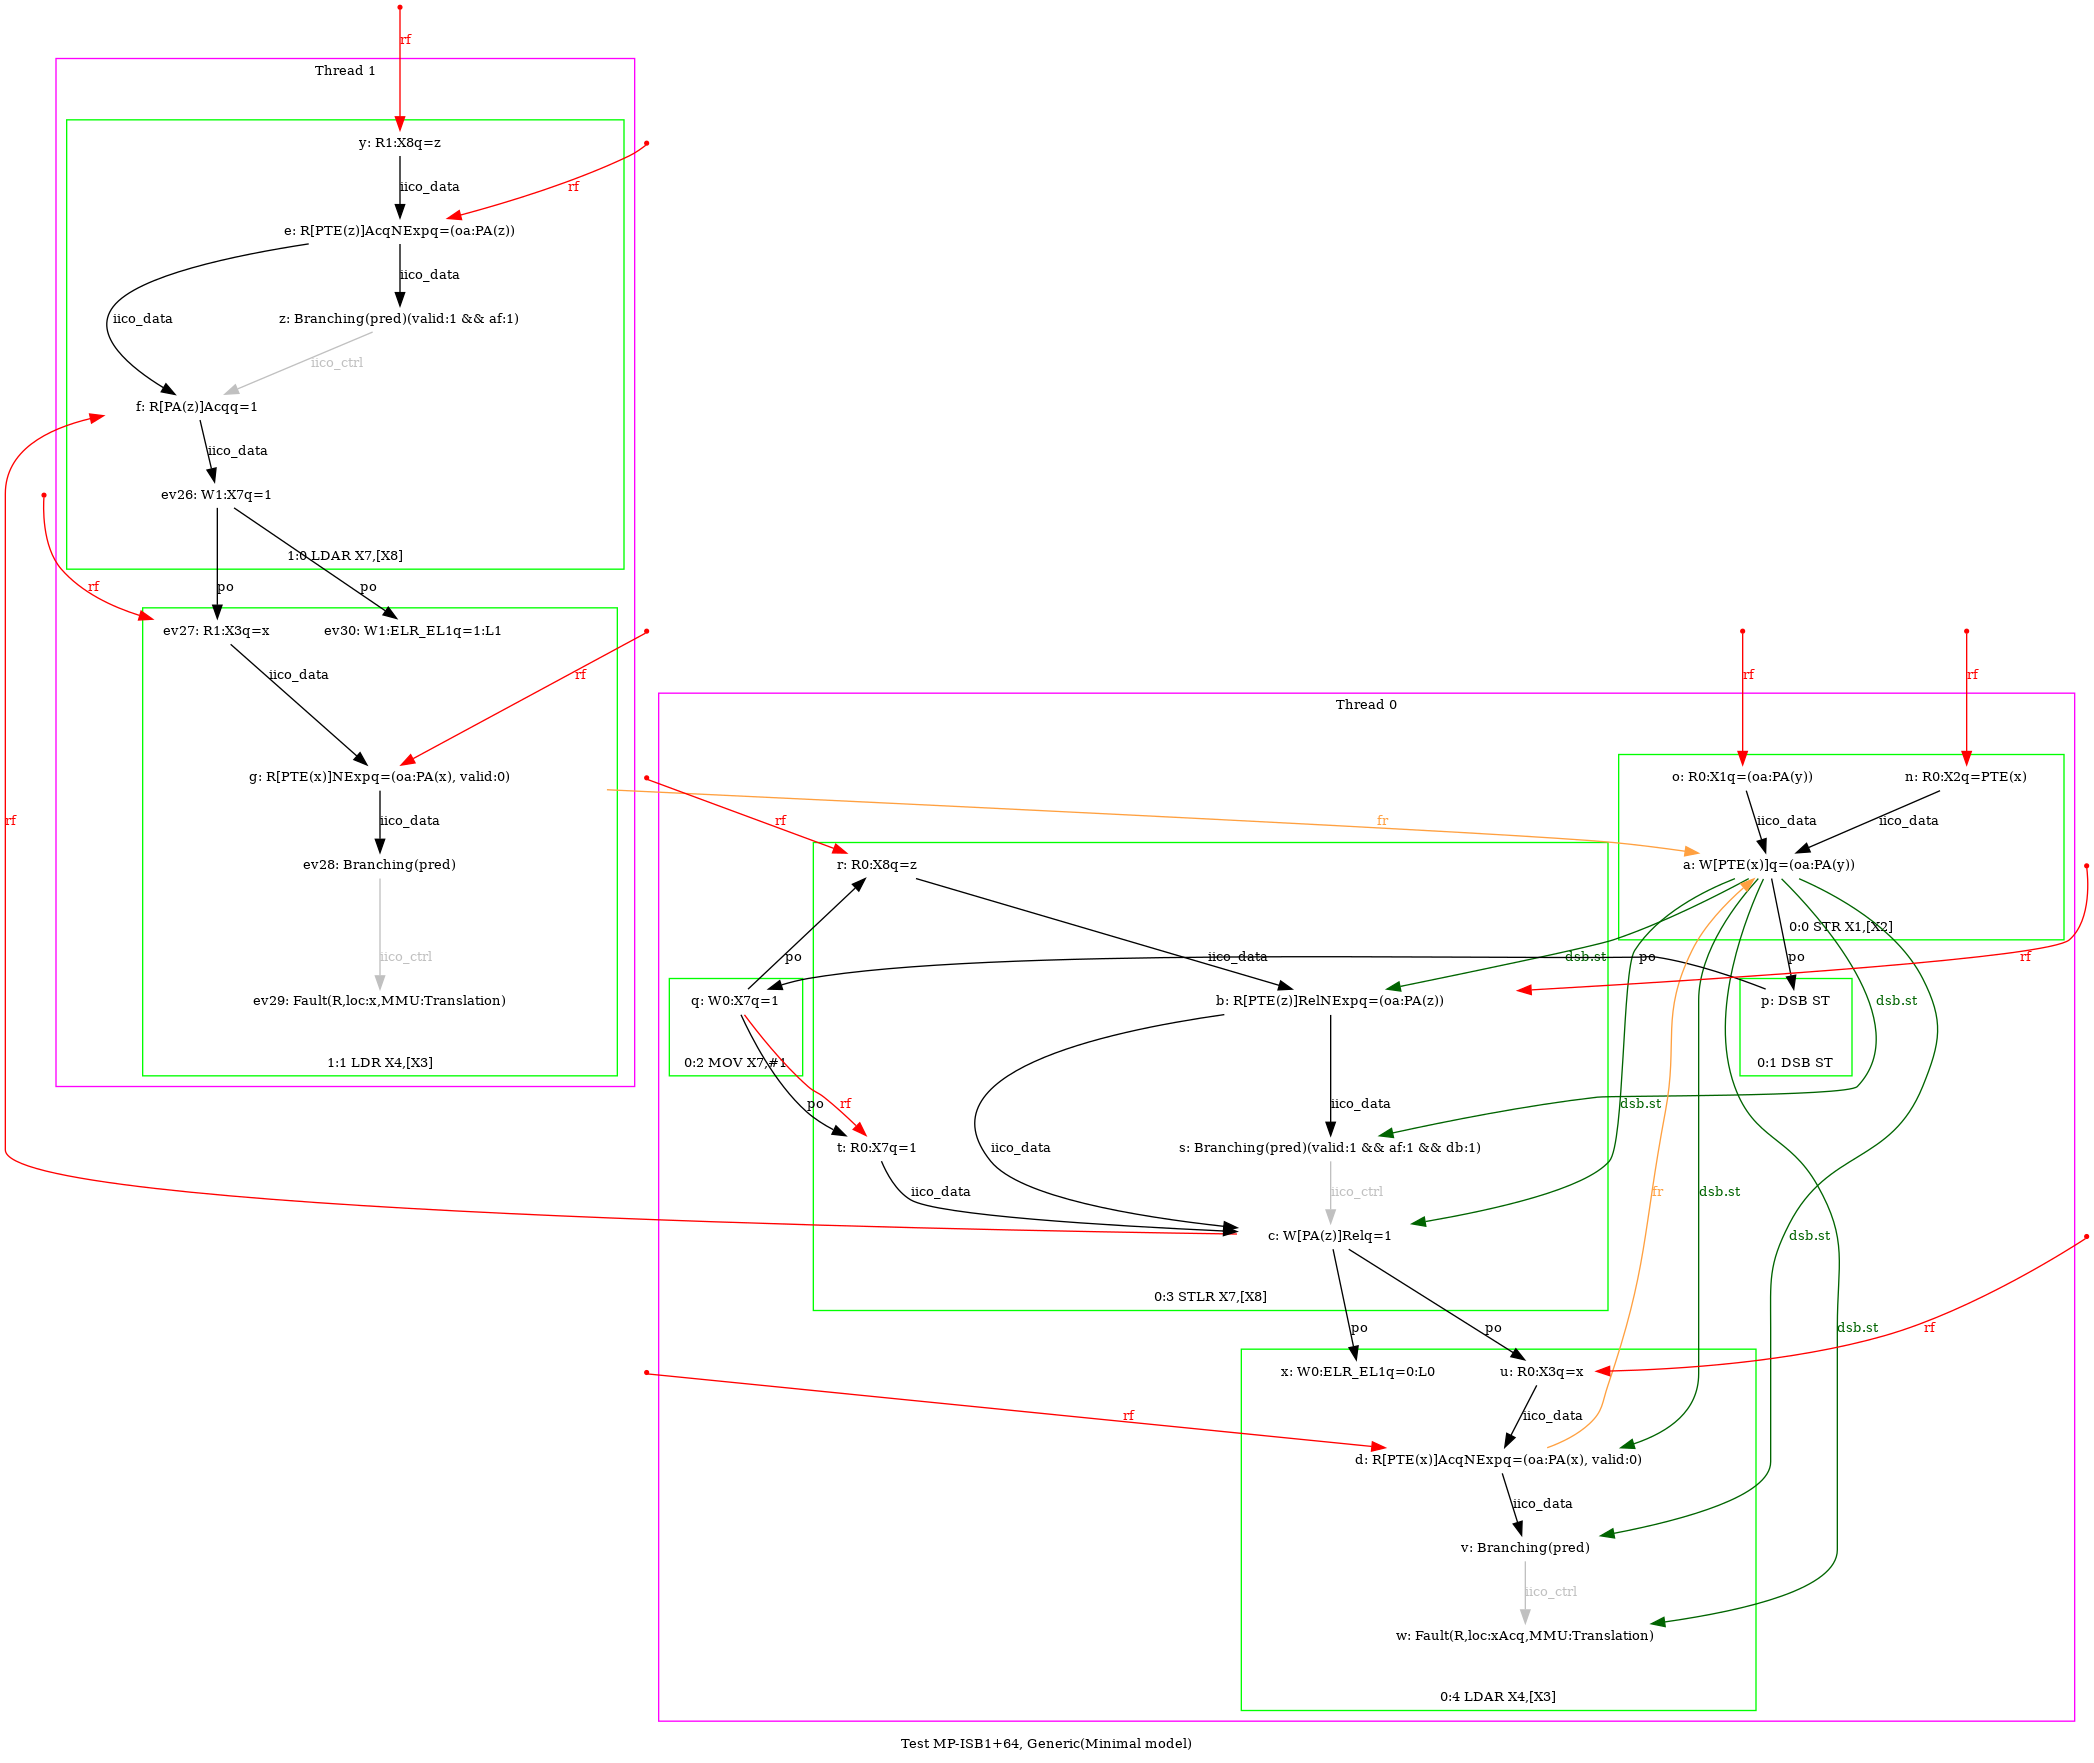 rf
Thread 1
y: R1:X8q=z
iico_data
rf
e: R[PTE(z)]AcqNExpq=(oa:PA(z))
iico_data
iico_data
z: Branching(pred)(valid:1 && af:1)
iico_ctrl
f: R[PA(z)]Acqq=1
iico_data
ev26: W1:X7q=1
1:0 LDAR X7,[X8]
rf
po
po
ev27: R1:X3q=x
ev30: W1:ELR_EL1q=1:L1
iico_data
rf
rf
rf
Thread 0
g: R[PTE(x)]NExpq=(oa:PA(x), valid:0)
o: R0:X1q=(oa:PA(y))
n: R0:X2q=PTE(x)
rf
iico_data
rf
fr
iico_data
iico_data
ev28: Branching(pred)
r: R0:X8q=z
a: W[PTE(x)]q=(oa:PA(y))
0:0 STR X1,[X2]
iico_ctrl
po
iico_data
dsb.st
po
po
rf
ev29: Fault(R,loc:x,MMU:Translation)
q: W0:X7q=1
b: R[PTE(z)]RelNExpq=(oa:PA(z))
p: DSB ST
dsb.st
1:1 LDR X4,[X3]
0:2 MOV X7,#1
0:1 DSB ST
po
rf
iico_data
dsb.st
t: R0:X7q=1
iico_data
s: Branching(pred)(valid:1 && af:1 && db:1)
iico_data
iico_ctrl
fr
dsb.st
c: W[PA(z)]Relq=1
dsb.st
0:3 STLR X7,[X8]
po
po
dsb.st
rf
x: W0:ELR_EL1q=0:L0
u: R0:X3q=x
rf
iico_data
d: R[PTE(x)]AcqNExpq=(oa:PA(x), valid:0)
iico_data
v: Branching(pred)
iico_ctrl
w: Fault(R,loc:xAcq,MMU:Translation)
0:4 LDAR X4,[X3]
Test MP-ISB1+64, Generic(Minimal model)